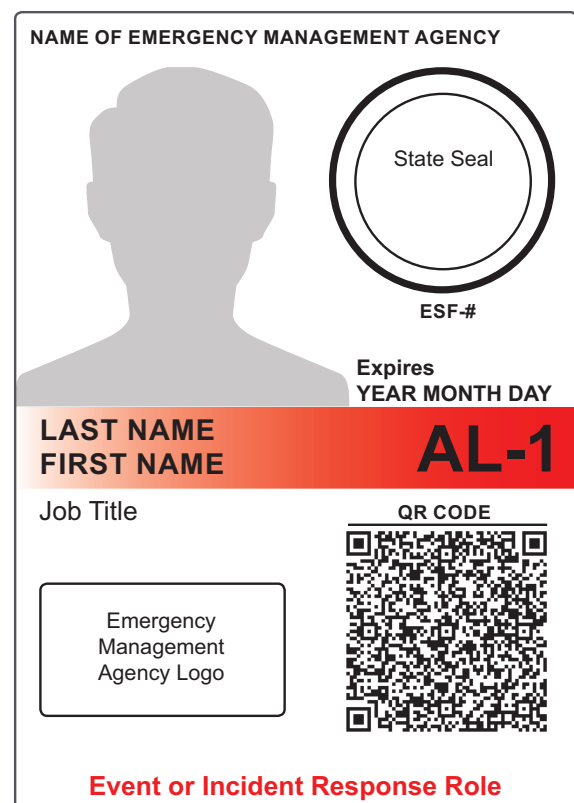 NAME OF EMERGENCY MANAGEMENT AGENCY
State Seal
ESF-#
Expires
YEAR MONTH DAY
LAST NAME
FIRST NAME
AL-1
Job Title
QR CODE
Emergency
Management
Agency Logo
Event or Incident Response Role